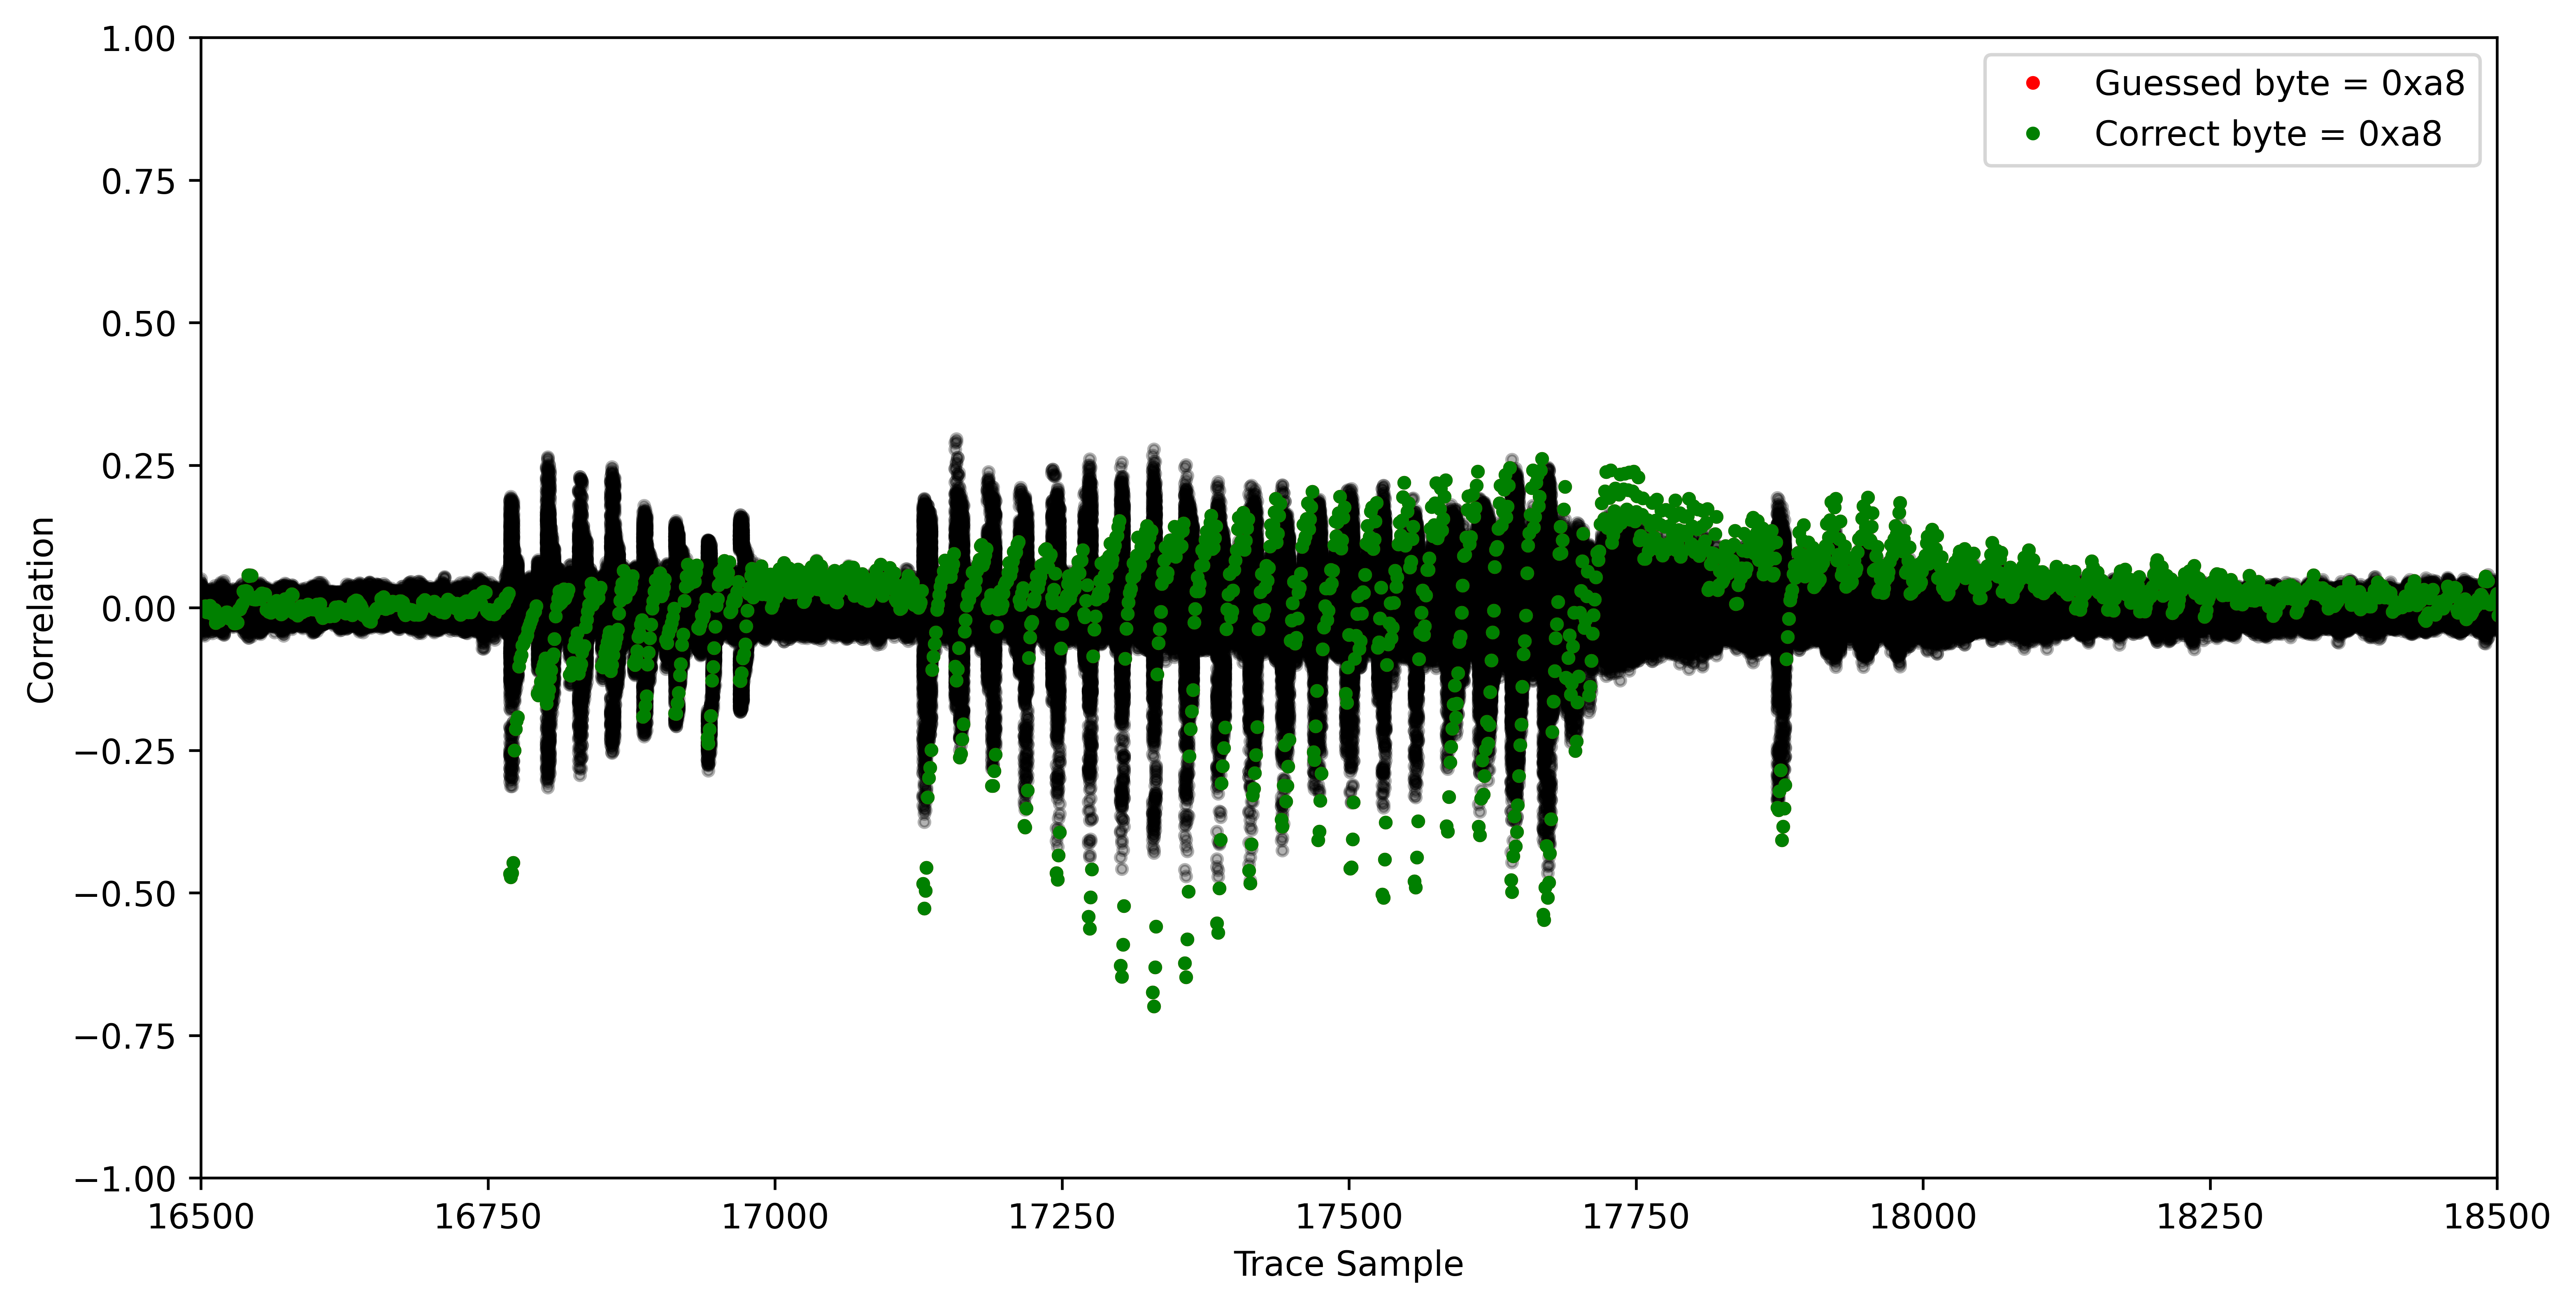 1.00
0.75
0.50
0.25
0.00
−0.25
−0.50
−0.75
−1.00
Correlation
Guessed byte = 0xa8
Correct byte = 0xa8
16500 16750 17000 17250 17500 17750 18000 18250 18500
Trace Sample